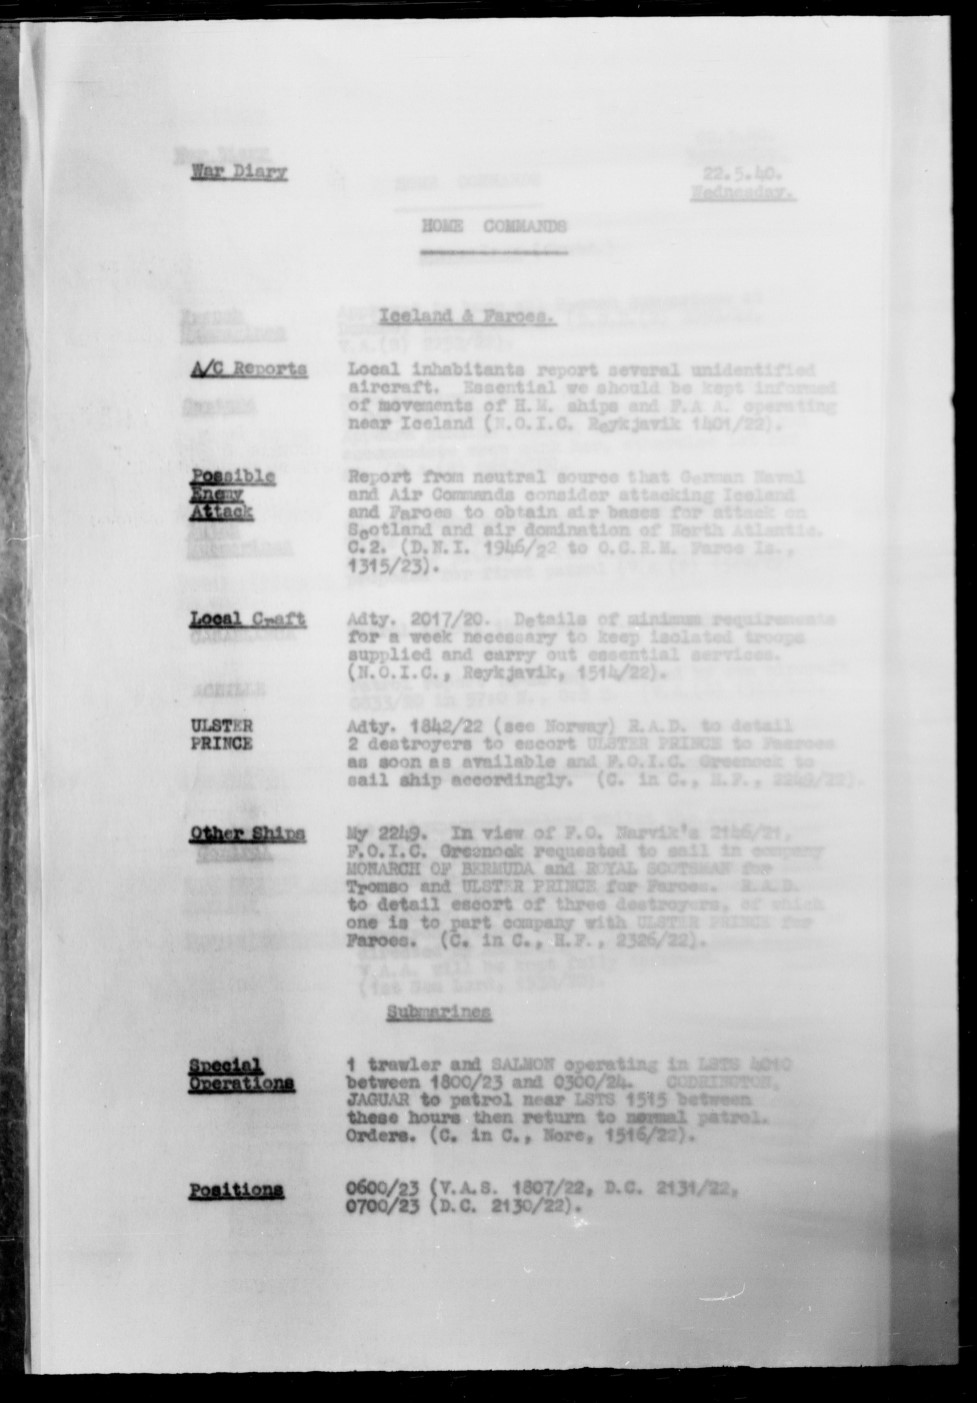 War Diary
22.5.40.
Wednesday.
HOME COMMANDS
Iceland & Faroes.
A/C Reports
Local inhabitants report several unidentified
aircraft. Essential we should be kept informed
of movements of H.M. ships and F.A A. operating
near Iceland (N.O.I.C. Reykjavik 1401/22).
Possible
Enemy
Attack
Report from neutral source that German Naval
and Air Commands consider attacking Iceland
and Faroes to obtain air bases for attack on
Scotland and air domination of North Atlantic.
C.2. (D.N.I. 1946/22 to O.C.R.M. Faroe Is.,
1315/23).
Local Craft
Adty. 2017/20. Details of minimum requirements
for a week necessary to keep isolated troops
supplied and carry out essential services.
(N.O.I.C., Reykjavik, 1514/22).
ULSTER
PRINCE
Adty. 1842/22 (see Norway) R.A.D. to detail
2 destroyers to escort ULSTER PRINCE to Faeroes
as soon as available and F.O.I.C. Greenock to
sail ship accordingly. (C. in C., H.F., 2249/22).
Other Ships
My 2249. In view of F.O. Narvik's 2146/21,
F.O.I.C. Greenock requested to sail in company
MONARCH OF BERMUDA and ROYAL SCOTSMAN for
Tromso and ULSTER PRINCE for Faroes. R.A.D.
to detail escort of three destroyers, of which
one is to part company with ULSTER PRINCE for
Faroes. (C. in C., H.F., 2326/22).
Submarines
Special
Operations
1 trawler and SALMON operating in LSTS 4010
between 1800/23 and 0300/24. CODRINGTON,
JAGUAR to patrol near LSTS 1515 between
these hours then return to normal patrol.
Orders. (C. in C., Nore, 1516/22).
Positions
0600/23 (V.A.S. 1807/22, D.C. 2131/22,
0700/23 (D.C. 2130/22).